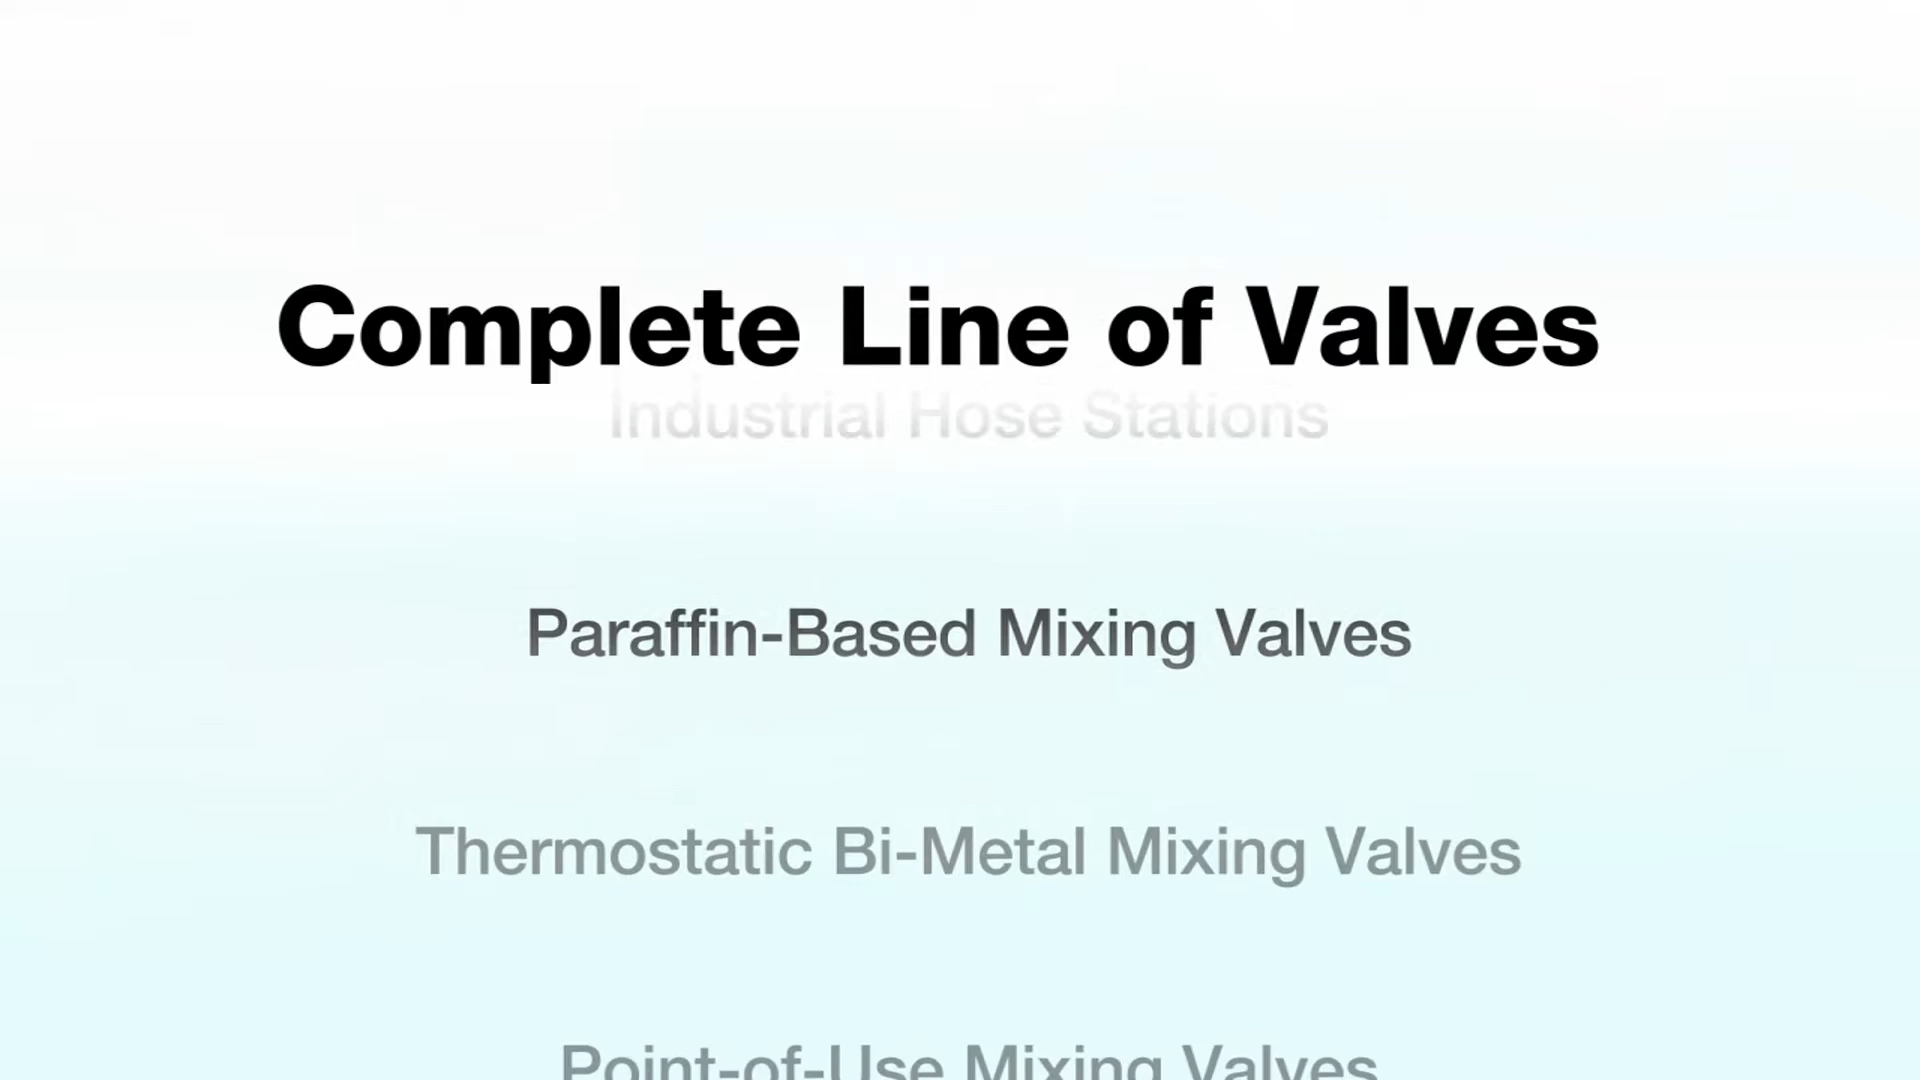 Complete Line of Valves
Industrial Hose Stations
Paraffin-Based Mixing Valves
Thermostatic Bi-Metal Mixing Valves
Point-of-Use Mixing Valves